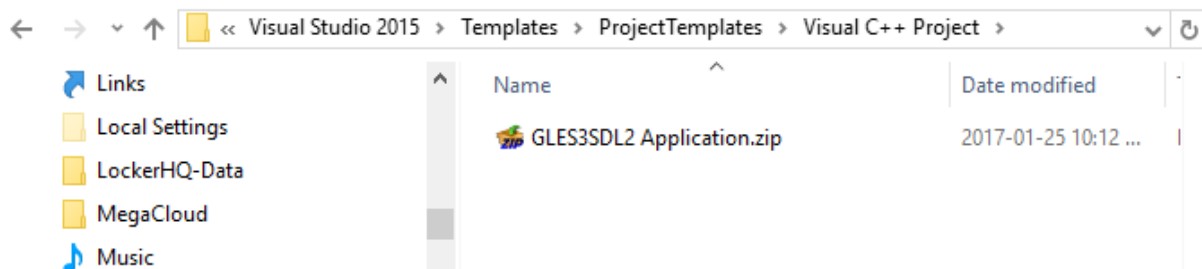 « Visual Studio 2015 > Templates > ProjectTemplates > Visual C++ Project >
Links
Local Settings
LockerHQ-Data
MegaCloud
Music
Name Date modified
GLES3SDL2 Application.zip 2017-01-25 10:12 ...